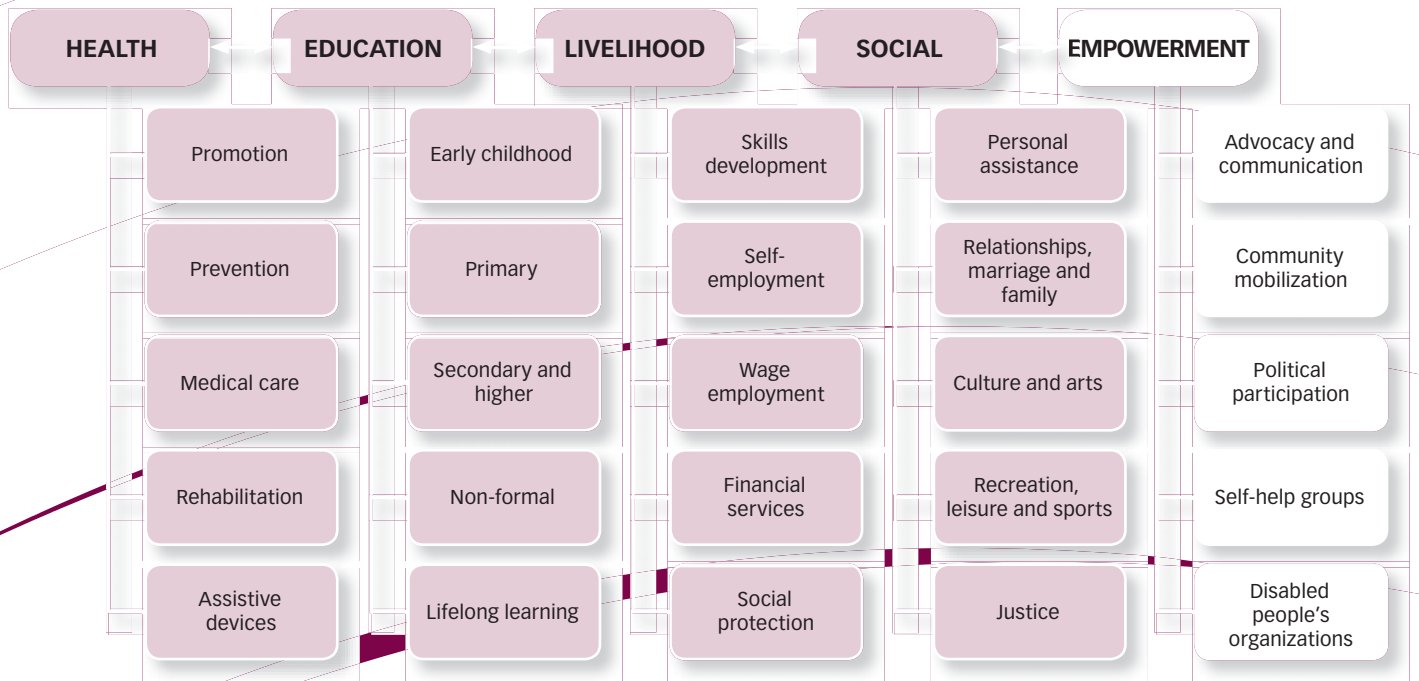 HEALTH
EDUCATION
LIVELIHOOD
SOCIAL
EMPOWERMENT
Promotion
Prevention
Medical care
Rehabilitation
Assistive
devices
Early childhood
Primary
Secondary and
higher
Non-formal
Lifelong learning
Skills
development
Self-
employment
Wage
employment
Financial
services
Social
protection
Personal
assistance
Relationships,
marriage and
family
Culture and arts
Recreation,
leisure and sports
Justice
Advocacy and
communication
Community
mobilization
Political
participation
Self-help groups
Disabled
people’s
organizations